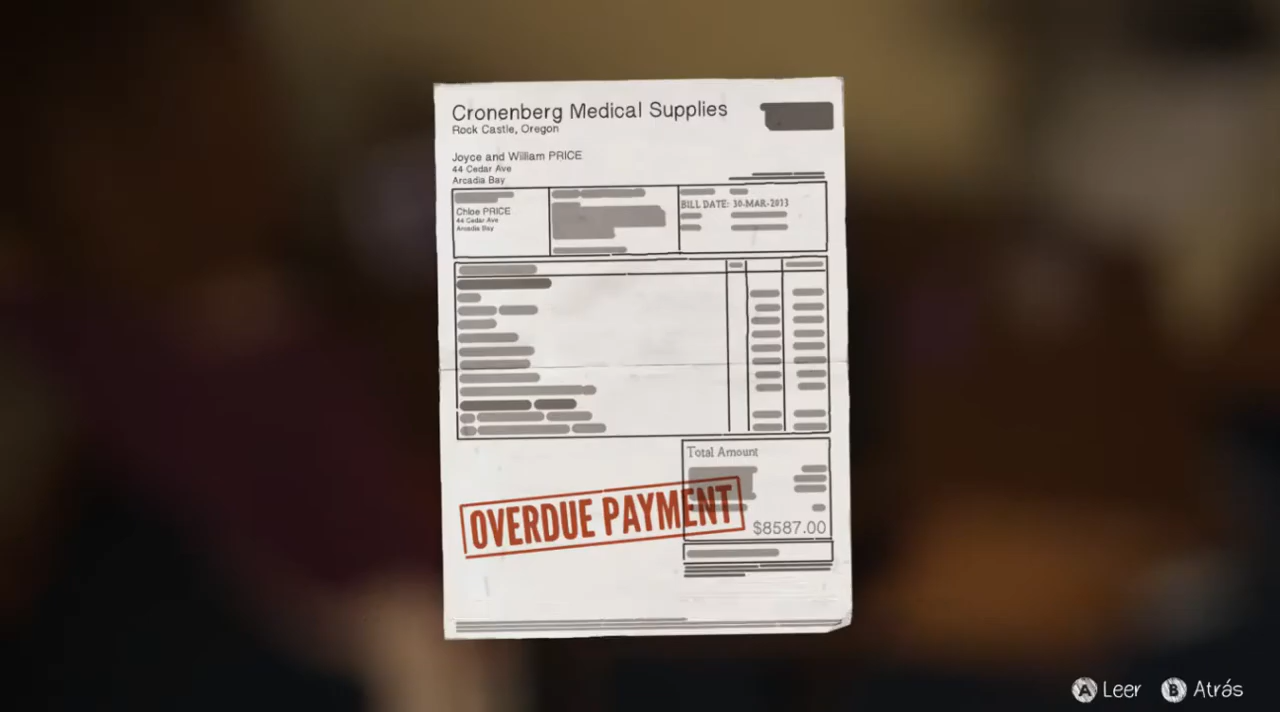 Cronenberg Medical Supplies
Rock Castle, Oregon
Joyce and William PRICE
44 Cedar Ave
Arcadia Bay
Chloe PRICE
44 Cedar Ave
Arcadia Bay
BILL DATE: 30-MAR-2013
Total Amount
OVERDUE PAYMENT
$8587.00
A Leer B Atrás